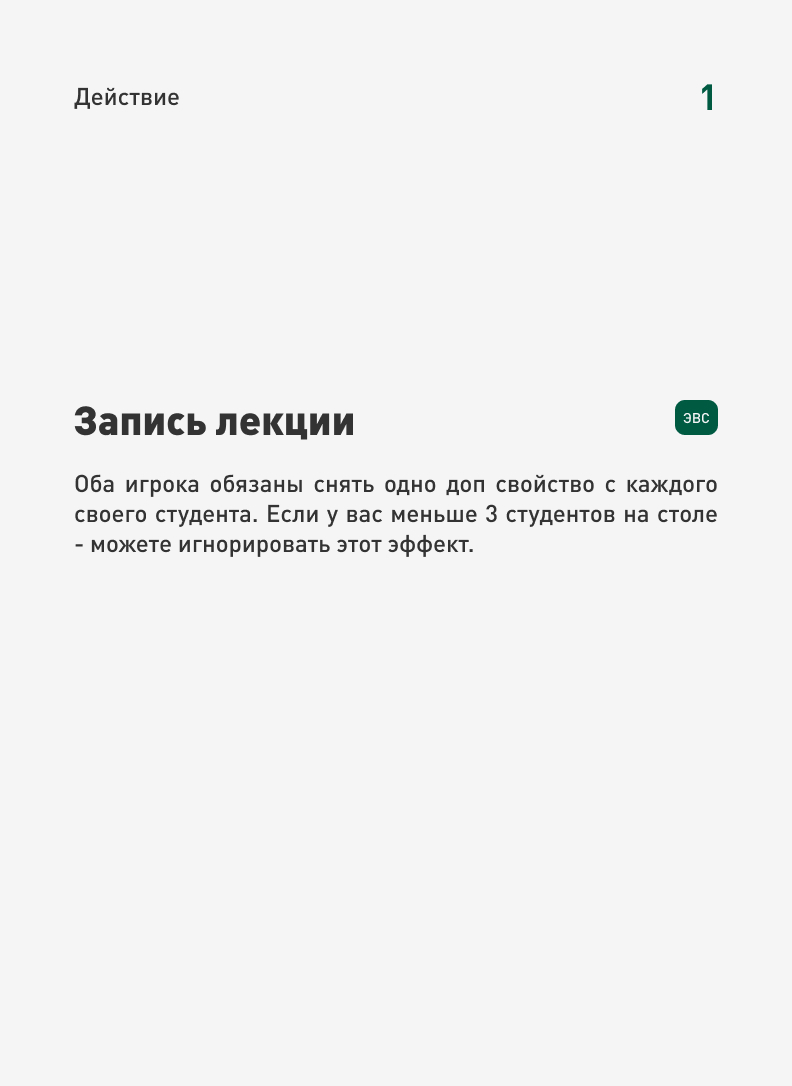 Действие
1
Запись лекции
ЭВС
Оба игрока обязаны снять одно доп свойство с каждого
своего студента. Если у вас меньше 3 студентов на столе
- можете игнорировать этот эффект.